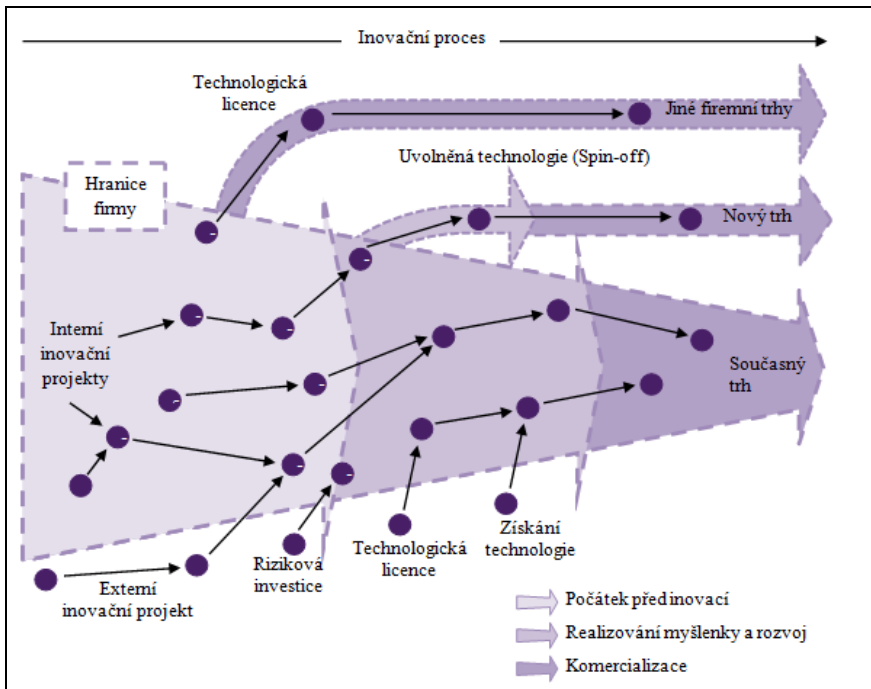 Inovační proces
Technologická
licence
Jiné firemní trhy
Uvolněná technologie (Spin-off)
Hranice
firmy
Nový trh
Interní
inovační
projekty
Současný
trh
Riziková
investice
Technologická
licence
Získání
technologie
Externí
inovační projekt
Počátek před inovací
Realizování myšlenky a rozvoj
Komercializace